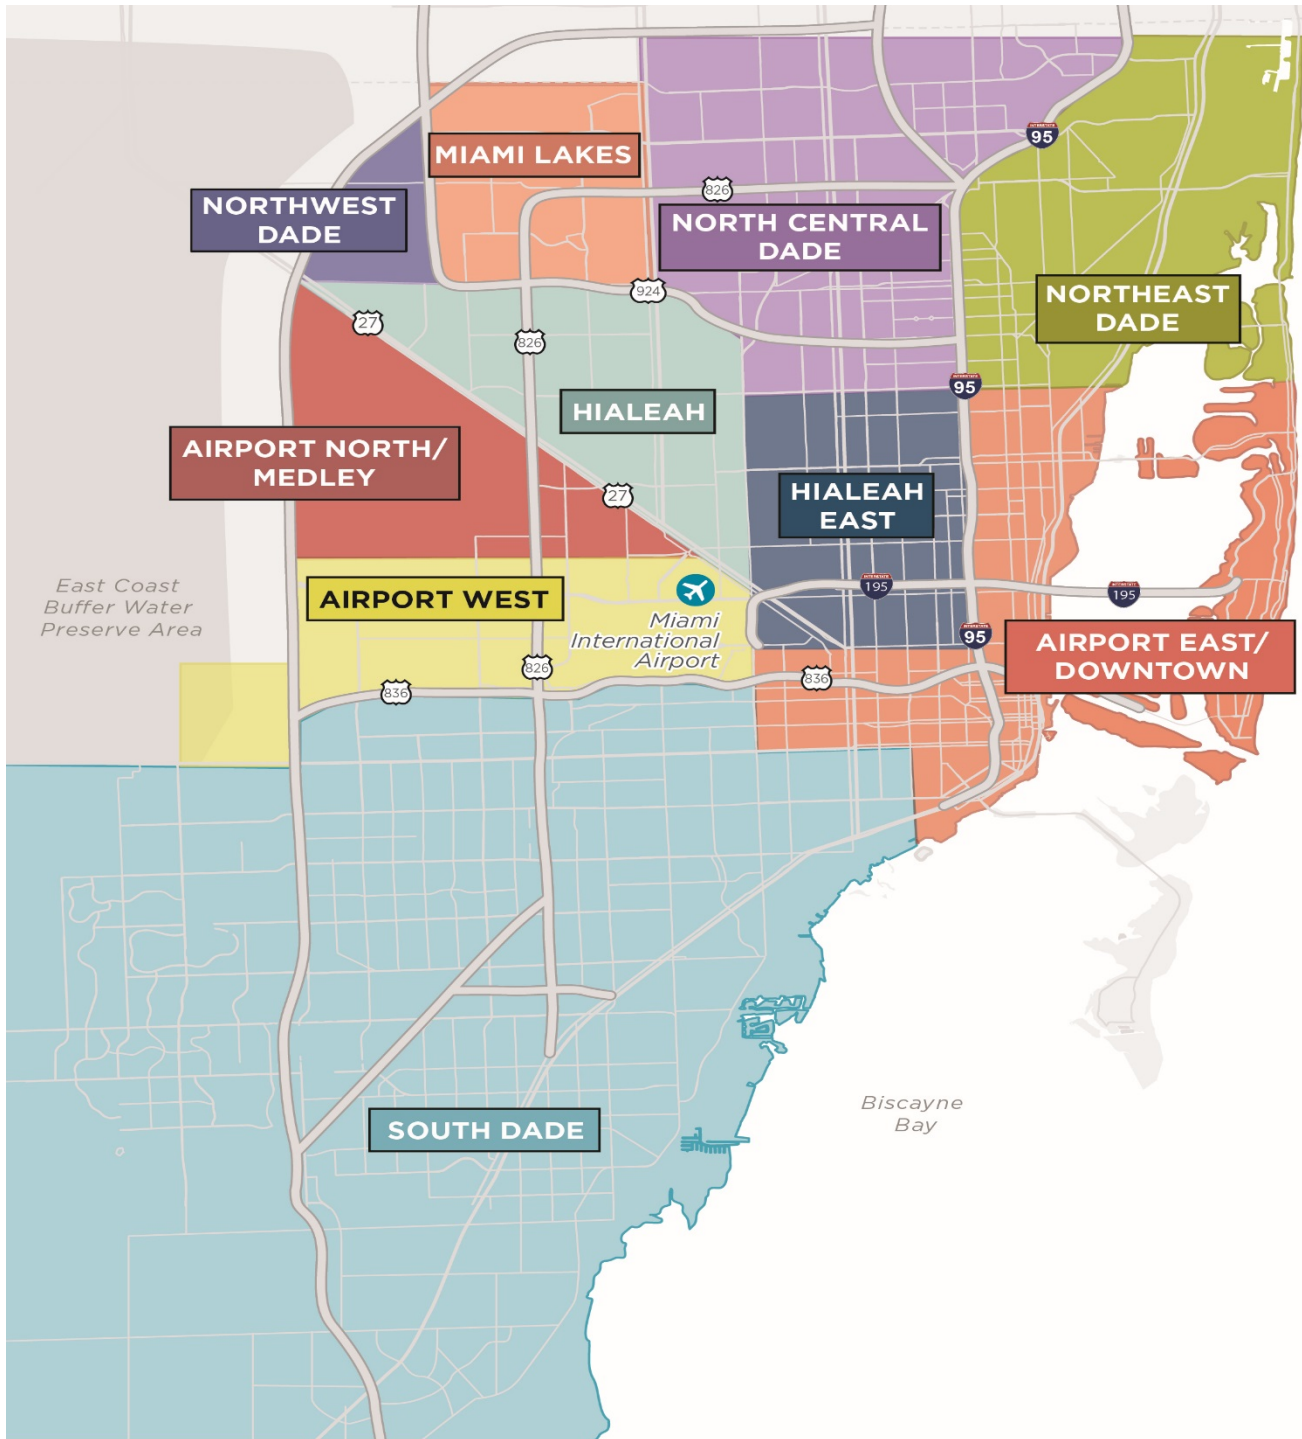 95
MIAMI LAKES
826
NORTHWEST
DADE
NORTH CENTRAL
DADE
924
NORTHEAST
DADE
27
826
95
HIALEAH
AIRPORT NORTH/
MEDLEY
27
HIALEAH
EAST
East Coast
Buffer Water
Preserve Area
AIRPORT WEST
195
195
Miami
International
Airport
95
AIRPORT EAST/
DOWNTOWN
826
836
836
Biscayne
Bay
SOUTH DADE